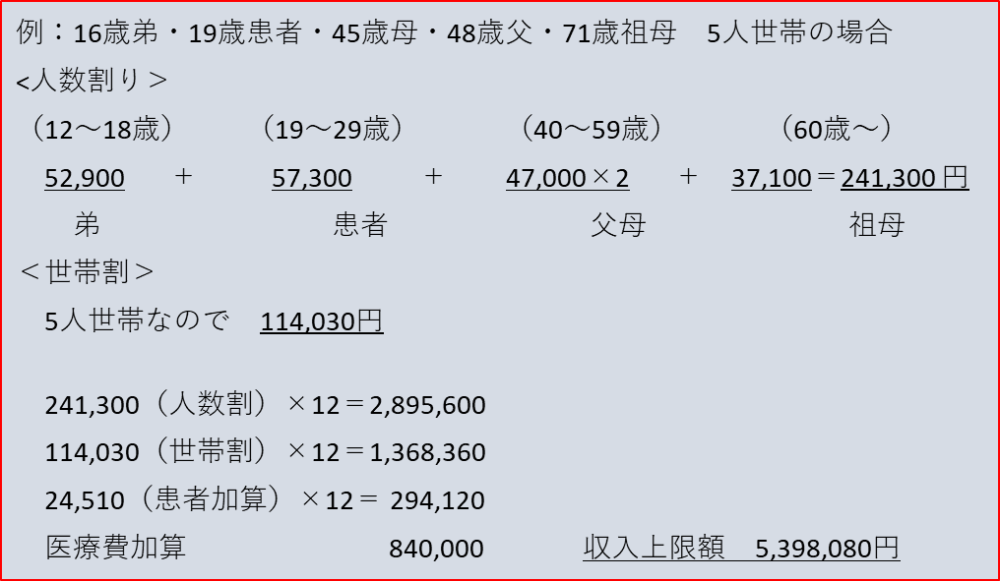 例：16歳弟・19歳患者・45歳母・48歳父・71歳祖母　5人世帯の場合
<人数割り＞
（12～18歳）　（19～29歳）　（40～59歳）　（60歳～）
52,900　＋　57,300　＋　47,000×2　＋　37,100＝241,300 円
弟　患者　父母　祖母
＜世帯割＞
5人世帯なので　114,030円
241,300（人数割）×12＝2,895,600
114,030（世帯割）×12＝1,368,360
24,510（患者加算）×12＝ 294,120
医療費加算　840,000　収入上限額　5,398,080円